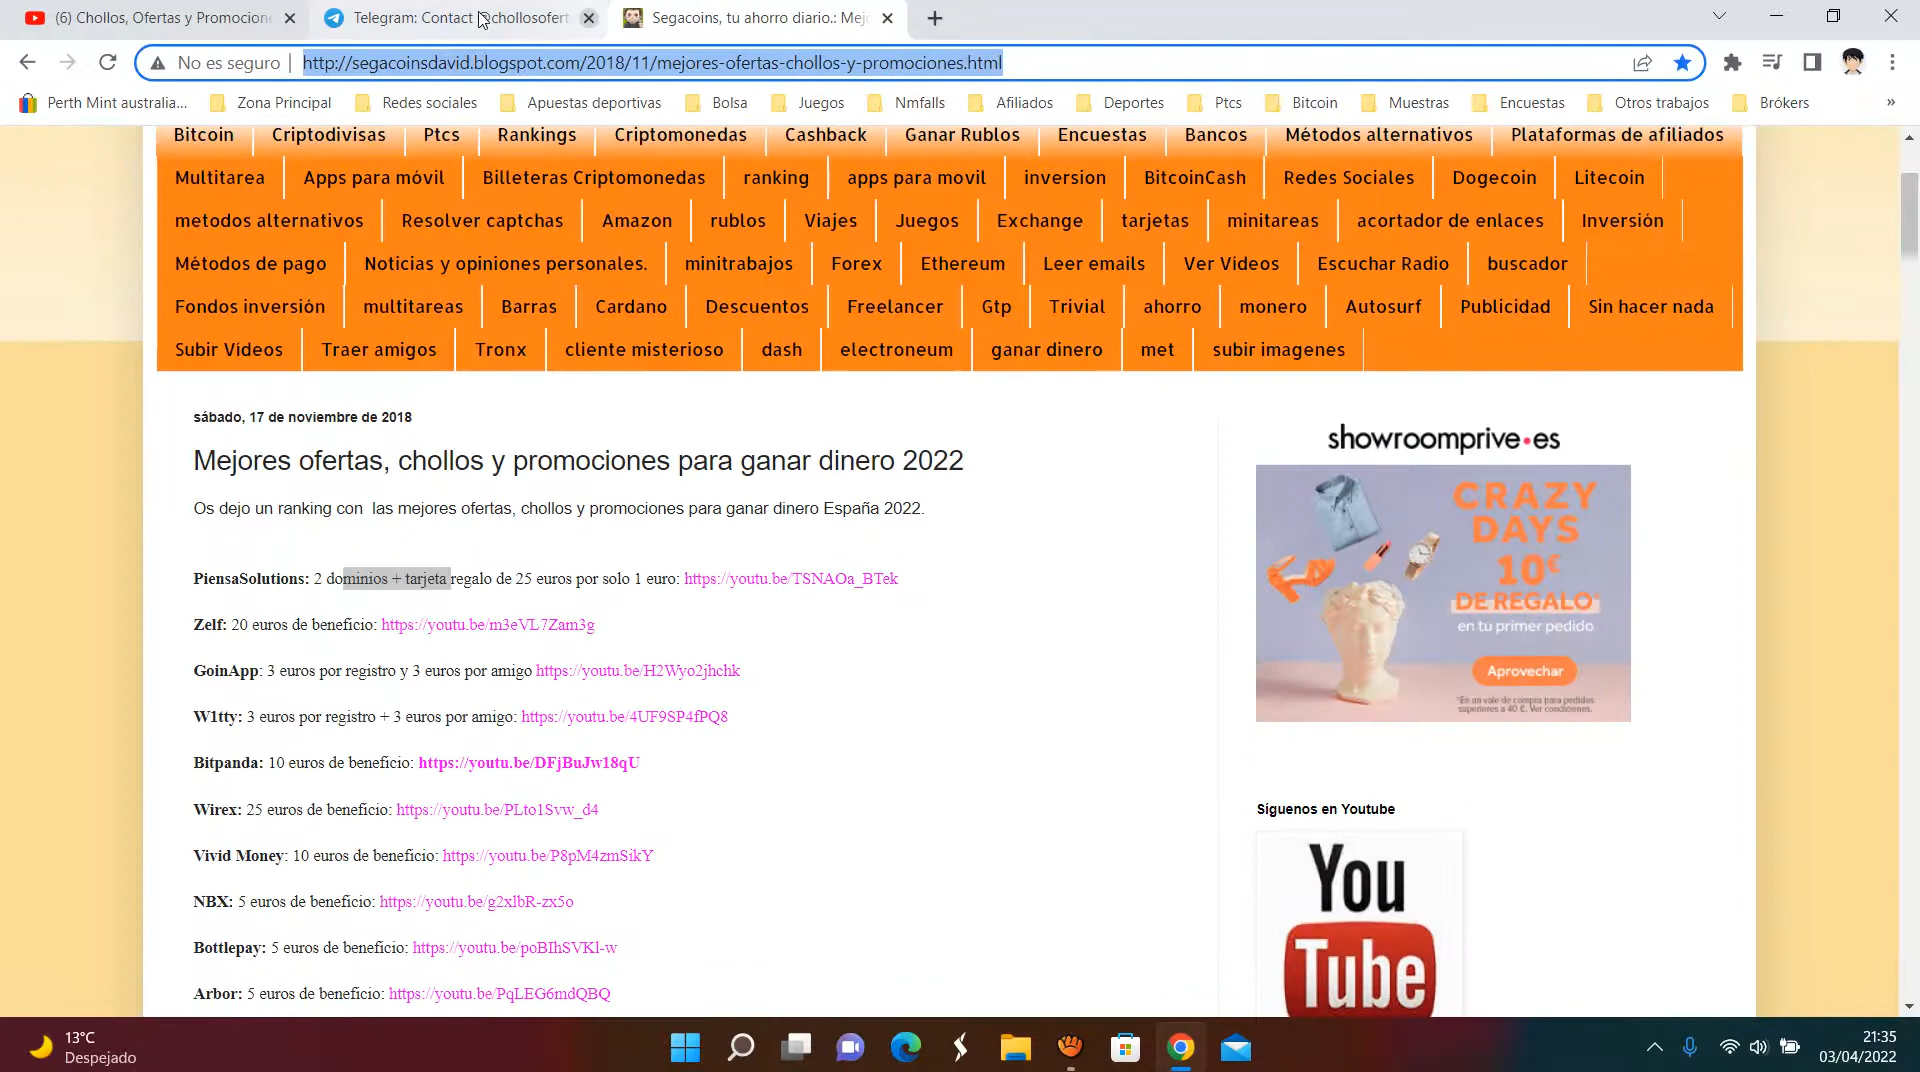 (6) Chollos, Ofertas y Promocione
Telegram: Contact @chollosofert
Segacoins, tu ahorro diario.: Mej
No es seguro
http://segacoinsdavid.blogspot.com/2018/11/mejores-ofertas-chollos-y-promociones.html
Perth Mint australia... Zona Principal Redes sociales Apuestas deportivas Bolsa Juegos Nmfalls Afiliados Deportes Ptcs Bitcoin Muestras Encuestas Otros trabajos Brókers »
Bitcoin Criptodivisas Ptcs Rankings Criptomonedas Cashback Ganar Rublos Encuestas Bancos Métodos alternativos Plataformas de afiliados
Multitarea Apps para móvil Billeteras Criptomonedas ranking apps para movil inversion BitcoinCash Redes Sociales Dogecoin Litecoin
metodos alternativos Resolver captchas Amazon rublos Viajes Juegos Exchange tarjetas minitareas acortador de enlaces Inversión
Métodos de pago Noticias y opiniones personales. minitrabajos Forex Ethereum Leer emails Ver Videos Escuchar Radio buscador
Fondos inversión multitareas Barras Cardano Descuentos Freelancer Gtp Trivial ahorro monero Autosurf Publicidad Sin hacer nada
Subir Vídeos Traer amigos Tronx cliente misterioso dash electroneum ganar dinero met subir imagenes
sábado, 17 de noviembre de 2018
Mejores ofertas, chollos y promociones para ganar dinero 2022
Os dejo un ranking con las mejores ofertas, chollos y promociones para ganar dinero España 2022.
PiensaSolutions: 2 dominios + tarjeta regalo de 25 euros por solo 1 euro: https://youtu.be/TSNAOa_BTek
Zelf: 20 euros de beneficio: https://youtu.be/m3eVL7Zam3g
GoinApp: 3 euros por registro y 3 euros por amigo https://youtu.be/H2Wyo2jhchk
W1tty: 3 euros por registro + 3 euros por amigo: https://youtu.be/4UF9SP4fPQ8
Bitpanda: 10 euros de beneficio: https://youtu.be/DFjBuJw18qU
Wirex: 25 euros de beneficio: https://youtu.be/PLto1Svw_d4
Vivid Money: 10 euros de beneficio: https://youtu.be/P8pM4zmSikY
NBX: 5 euros de beneficio: https://youtu.be/g2xlbR-zx5o
Bottlepay: 5 euros de beneficio: https://youtu.be/poBIhSVKl-w
Arbor: 5 euros de beneficio: https://youtu.be/PqLEG6mdQBQ
showroomprive.es
CRAZY
DAYS
10€
DE REGALO*
en tu primer pedido
Aprovechar
*En un vale de compra para pedidos
superiores a 40 €. Ver condiciones.
Síguenos en Youtube
You
Tube
13°C
Despejado
21:35
03/04/2022